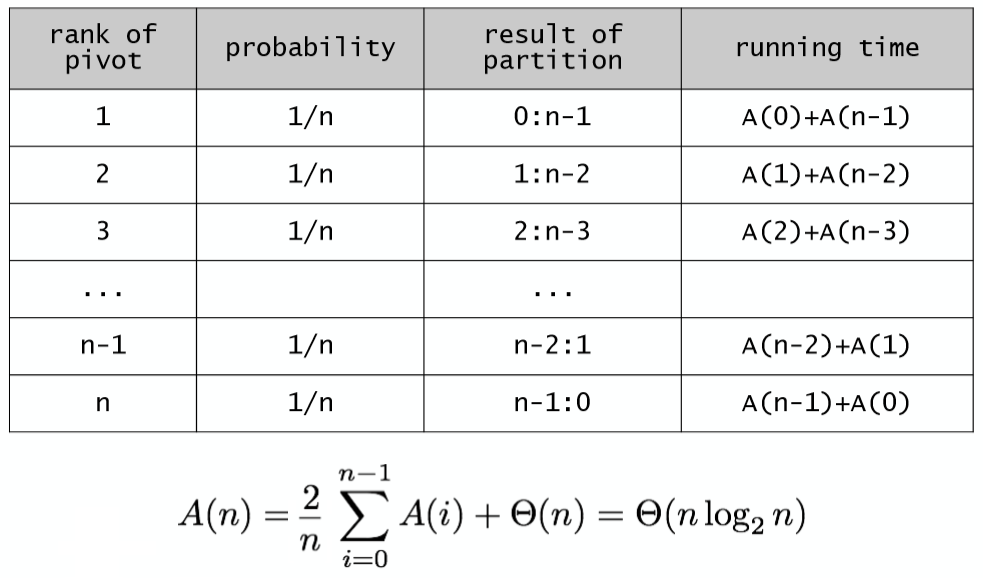 rank of pivot | probability | result of partition | running time
1 | 1/n | 0:n-1 | A(0)+A(n-1)
2 | 1/n | 1:n-2 | A(1)+A(n-2)
3 | 1/n | 2:n-3 | A(2)+A(n-3)
... | | ... |
n-1 | 1/n | n-2:1 | A(n-2)+A(1)
n | 1/n | n-1:0 | A(n-1)+A(0)
$A(n) = \frac{2}{n} \sum_{i=0}^{n-1} A(i) + \Theta(n) = \Theta(n \log_2 n)$